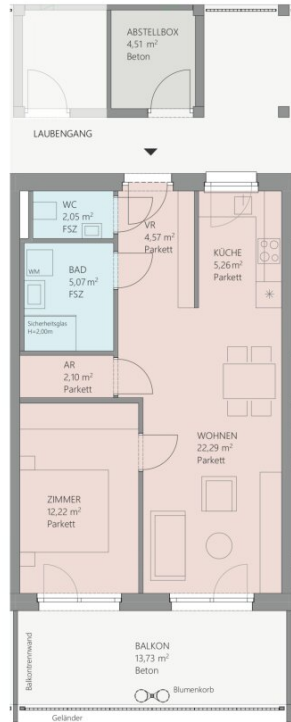 ABSTELLBOX
4,51 m²
Beton
LAUBENGANG
WC
2,05 m²
FSZ
VR
4,57 m²
Parkett
KÜCHE
5,26 m²
Parkett
BAD
5,07 m²
FSZ
WM
Sicherheitsglas
H=2,00m
AR
2,10 m²
Parkett
WOHNEN
22,29 m²
Parkett
ZIMMER
12,22 m²
Parkett
Balkontrennwand
BALKON
13,73 m²
Beton
Blumenkorb
Geländer